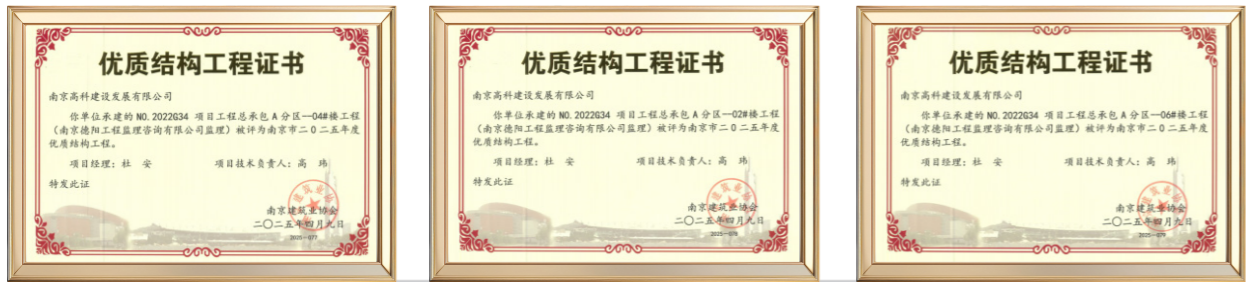 优质结构工程证书
南京高科建设发展有限公司
你单位承建的 NO. 2022G34 项目工程总承包 A 分区—04#楼工程
(南京德阳工程监理咨询有限公司监理) 被评为南京市二0二五年度
优质结构工程。
项目经理: 杜 安 项目技术负责人: 高 玮
特发此证
南京建筑业协会
二〇二五年四月九日
2025—077
优质结构工程证书
南京高科建设发展有限公司
你单位承建的 NO. 2022G34 项目工程总承包 A 分区—02#楼工程
(南京德阳工程监理咨询有限公司监理) 被评为南京市二0二五年度
优质结构工程。
项目经理: 杜 安 项目技术负责人: 高 玮
特发此证
南京建筑业协会
二〇二五年四月九日
优质结构工程证书
南京高科建设发展有限公司
你单位承建的 NO. 2022G34 项目工程总承包 A 分区—06#楼工程
(南京德阳工程监理咨询有限公司监理) 被评为南京市二0二五年度
优质结构工程。
项目经理: 杜 安 项目技术负责人: 高 玮
特发此证
南京建筑业协会
二〇二五年四月九日